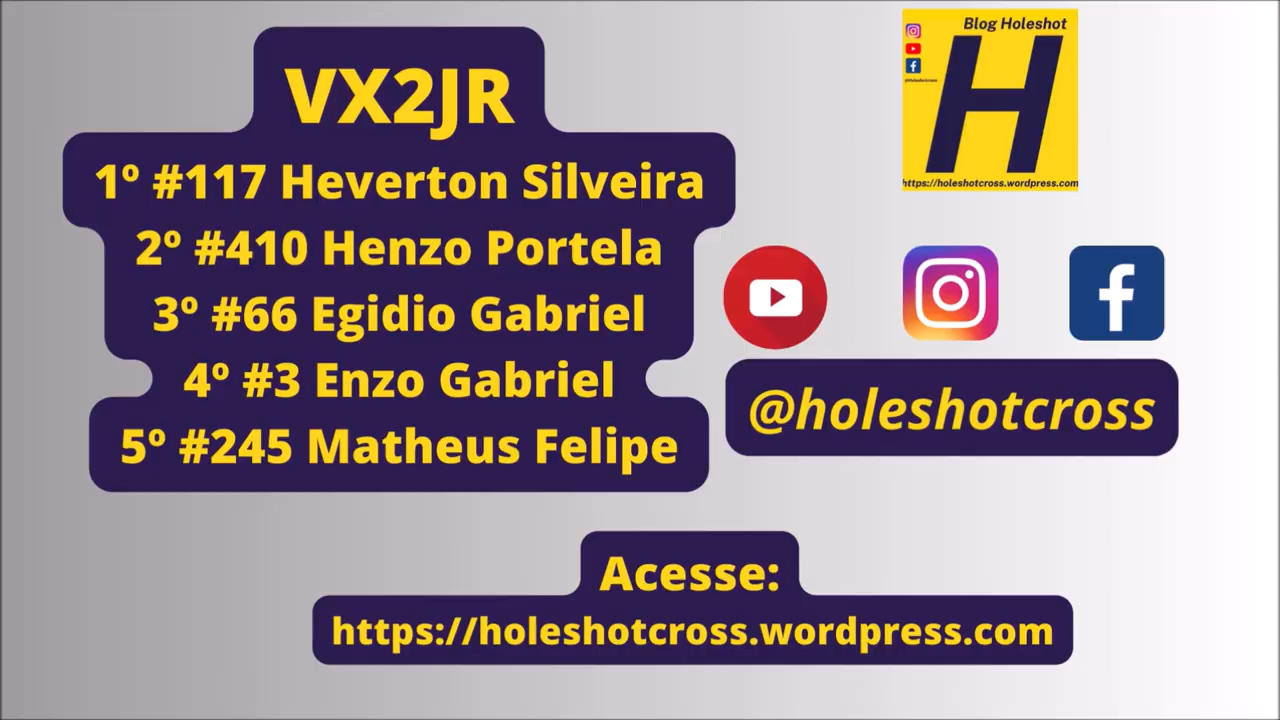 VX2JR
1º #117 Heverton Silveira
2º #410 Henzo Portela
3º #66 Egidio Gabriel
4º #3 Enzo Gabriel
5º #245 Matheus Felipe
Blog Holeshot
H
@holeshotcross
https://holeshotcross.wordpress.com
@holeshotcross
Acesse:
https://holeshotcross.wordpress.com